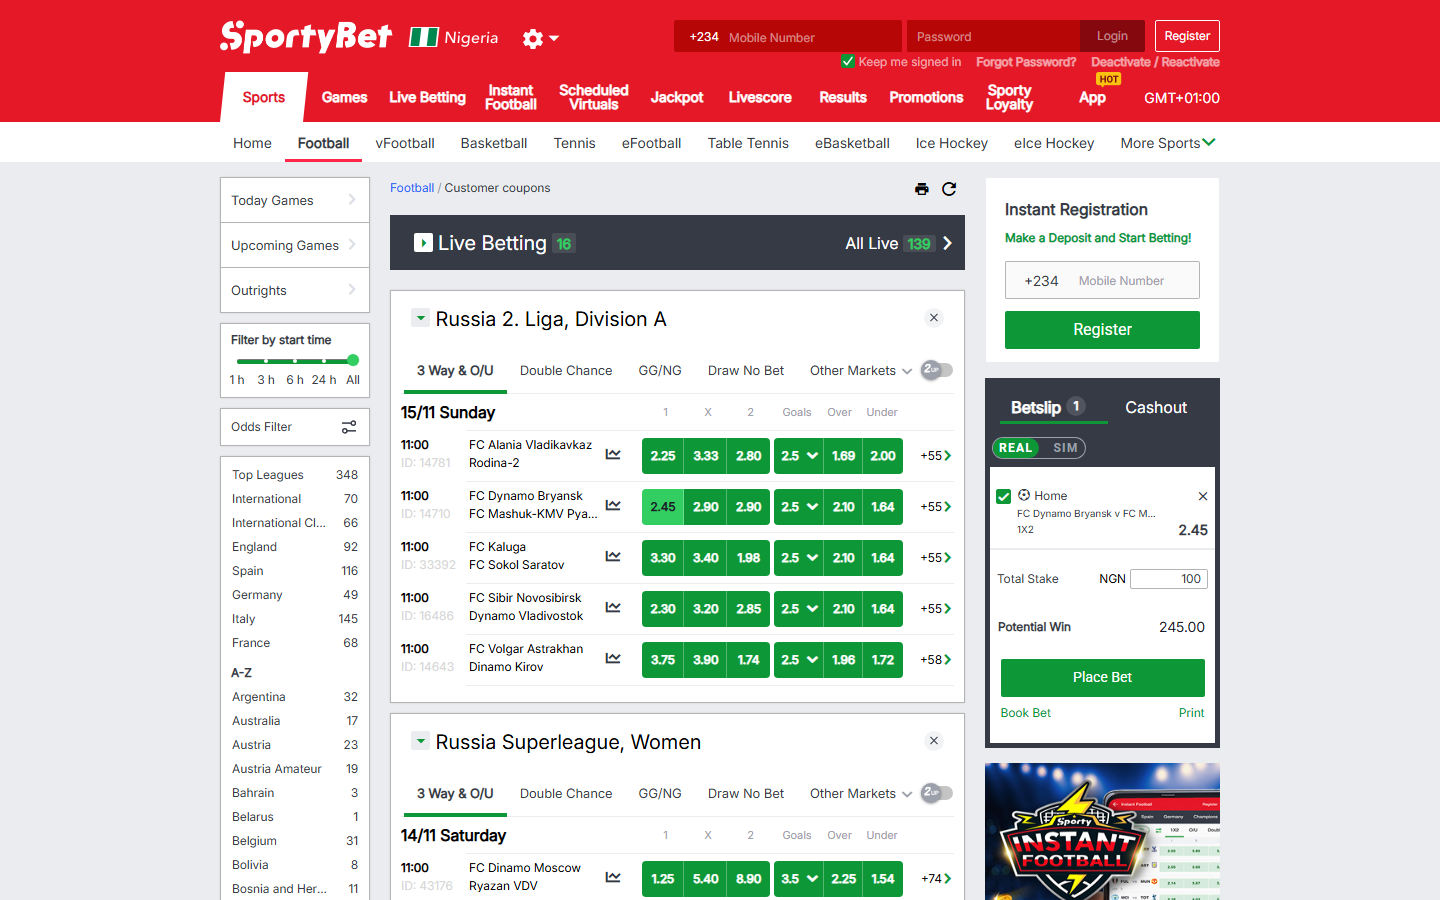 SportyBet
Nigeria
+234 Mobile Number
Password
Login
Register
Keep me signed in
Forgot Password?
Deactivate / Reactivate
Sports
Games
Live Betting
Instant Football
Scheduled Virtuals
Jackpot
Livescore
Results
Promotions
Sporty Loyalty
App
HOT
GMT+01:00
Home
Football
vFootball
Basketball
Tennis
eFootball
Table Tennis
eBasketball
Ice Hockey
eIce Hockey
More Sports
Today Games
Upcoming Games
Outrights
Filter by start time
1 h 3 h 6 h 24 h All
Odds Filter
Top Leagues 348
International 70
International Cl... 66
England 92
Spain 116
Germany 49
Italy 145
France 68
A-Z
Argentina 32
Australia 17
Austria 23
Austria Amateur 19
Bahrain 3
Belarus 1
Belgium 31
Bolivia 8
Bosnia and Her... 11
Football / Customer coupons
Live Betting 16
All Live 139
Russia 2. Liga, Division A
3 Way & O/U Double Chance GG/NG Draw No Bet Other Markets 2UP
15/11 Sunday 1 X 2 Goals Over Under
11:00 FC Alania Vladikavkaz
ID: 14781 Rodina-2
2.25 3.33 2.80 2.5 1.69 2.00 +55
11:00 FC Dynamo Bryansk
ID: 14710 FC Mashuk-KMV Pya...
2.45 2.90 2.90 2.5 2.10 1.64 +55
11:00 FC Kaluga
ID: 33392 FC Sokol Saratov
3.30 3.40 1.98 2.5 2.10 1.64 +55
11:00 FC Sibir Novosibirsk
ID: 16486 Dynamo Vladivostok
2.30 3.20 2.85 2.5 2.10 1.64 +55
11:00 FC Volgar Astrakhan
ID: 14643 Dinamo Kirov
3.75 3.90 1.74 2.5 1.96 1.72 +58
Russia Superleague, Women
3 Way & O/U Double Chance GG/NG Draw No Bet Other Markets 2UP
14/11 Saturday 1 X 2 Goals Over Under
11:00 FC Dinamo Moscow
ID: 43176 Ryazan VDV
1.25 5.40 8.90 3.5 2.25 1.54 +74
Instant Registration
Make a Deposit and Start Betting!
+234 Mobile Number
Register
Betslip 1
Cashout
REAL SIM
Home
FC Dynamo Bryansk v FC M...
1X2 2.45
Total Stake NGN 100
Potential Win 245.00
Place Bet
Book Bet Print
Sporty
INSTANT
FOOTBALL
Instant Football
Register
Spain Germany Champions
1X2 O/U